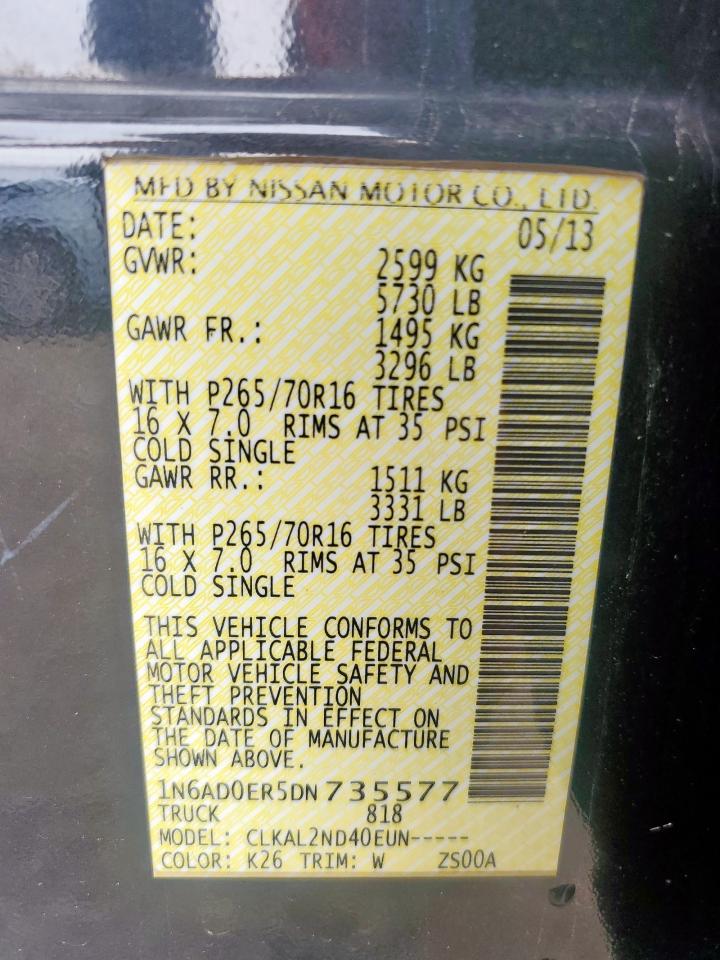 MFD BY NISSAN MOTOR CO., LTD.
DATE: 05/13
GVWR: 2599 KG
5730 LB
GAWR FR.: 1495 KG
3296 LB
WITH P265/70R16 TIRES
16 X 7.0 RIMS AT 35 PSI
COLD SINGLE
GAWR RR.: 1511 KG
3331 LB
WITH P265/70R16 TIRES
16 X 7.0 RIMS AT 35 PSI
COLD SINGLE
THIS VEHICLE CONFORMS TO
ALL APPLICABLE FEDERAL
MOTOR VEHICLE SAFETY AND
THEFT PREVENTION
STANDARDS IN EFFECT ON
THE DATE OF MANUFACTURE
SHOWN ABOVE.
1N6AD0ER5DN735577
TRUCK 818
MODEL: CLKAL2ND40EUN-----
COLOR: K26 TRIM: W ZS00A